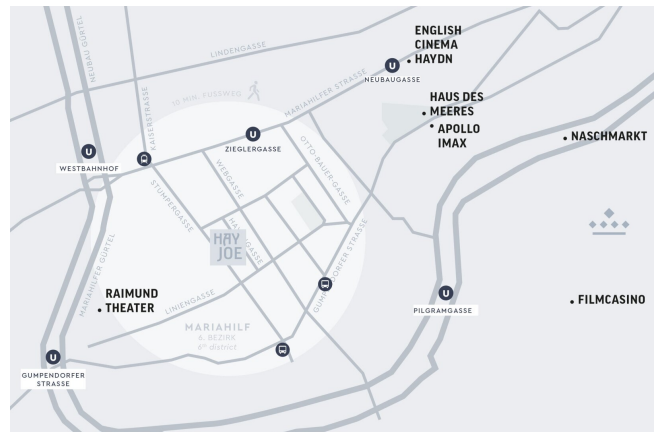 ENGLISH
CINEMA
HAYDN
LINDENGASSE
NEUBAU GÜRTEL
U
NEUBAUGASSE
KAISERSTRASSE
10 MIN. FUSSWEG
MARIAHILFER STRASSE
HAUS DES
MEERES
APOLLO
IMAX
U
ZIEGLERGASSE
NASCHMARKT
U
WESTBAHNHOF
OTTO-BAUER-GASSE
WEBGASSE
STUMPERGASSE
HAY
JOE
GUMPENDORFER STRASSE
MARIAHILFER GÜRTEL
RAIMUND
THEATER
LINIENGASSE
U
PILGRAMGASSE
FILMCASINO
MARIAHILF
6. BEZIRK
6th district
U
GUMPENDORFER
STRASSE